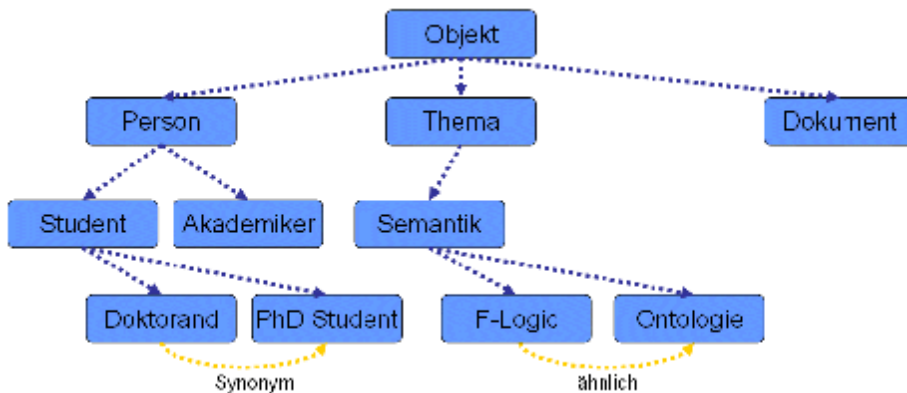 Objekt
Person
Thema
Dokument
Student
Akademiker
Semantik
Doktorand
PhD Student
F-Logic
Ontologie
Synonym
ähnlich